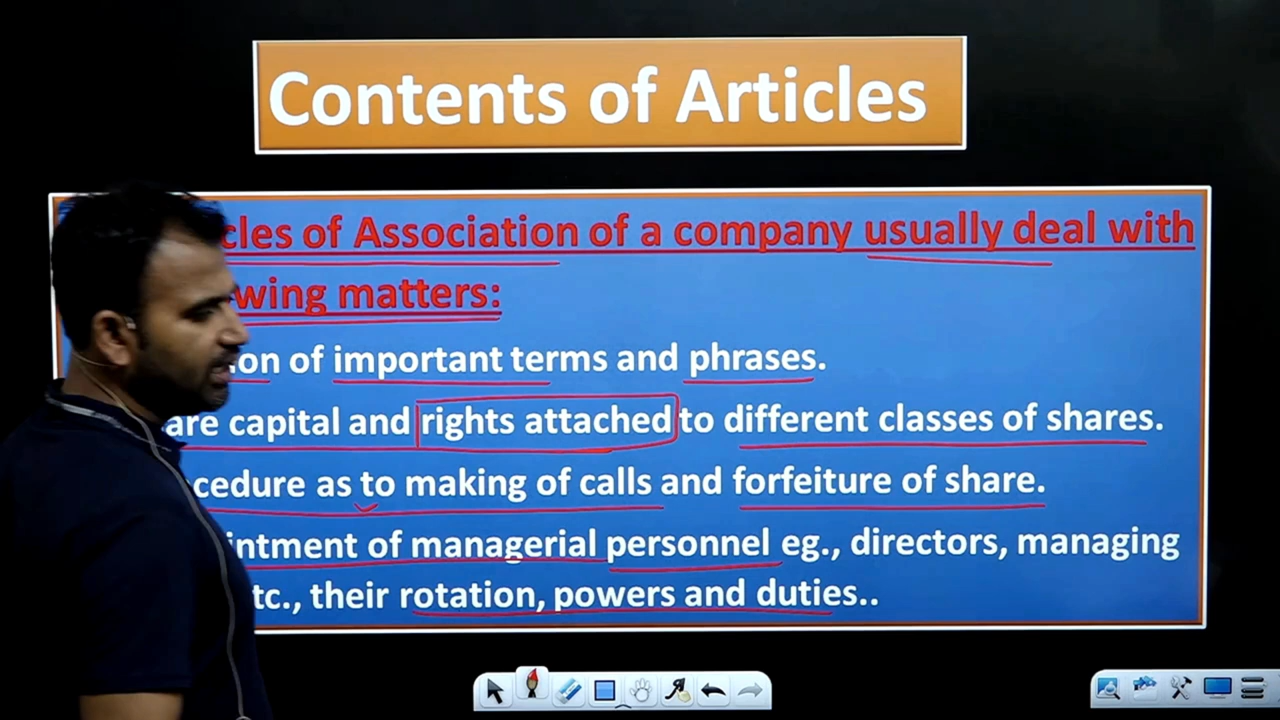 Contents of Articles
cles of Association of a company usually deal with
wing matters:
on of important terms and phrases.
are capital and rights attached to different classes of shares.
cedure as to making of calls and forfeiture of share.
intment of managerial personnel eg., directors, managing
tc., their rotation, powers and duties..